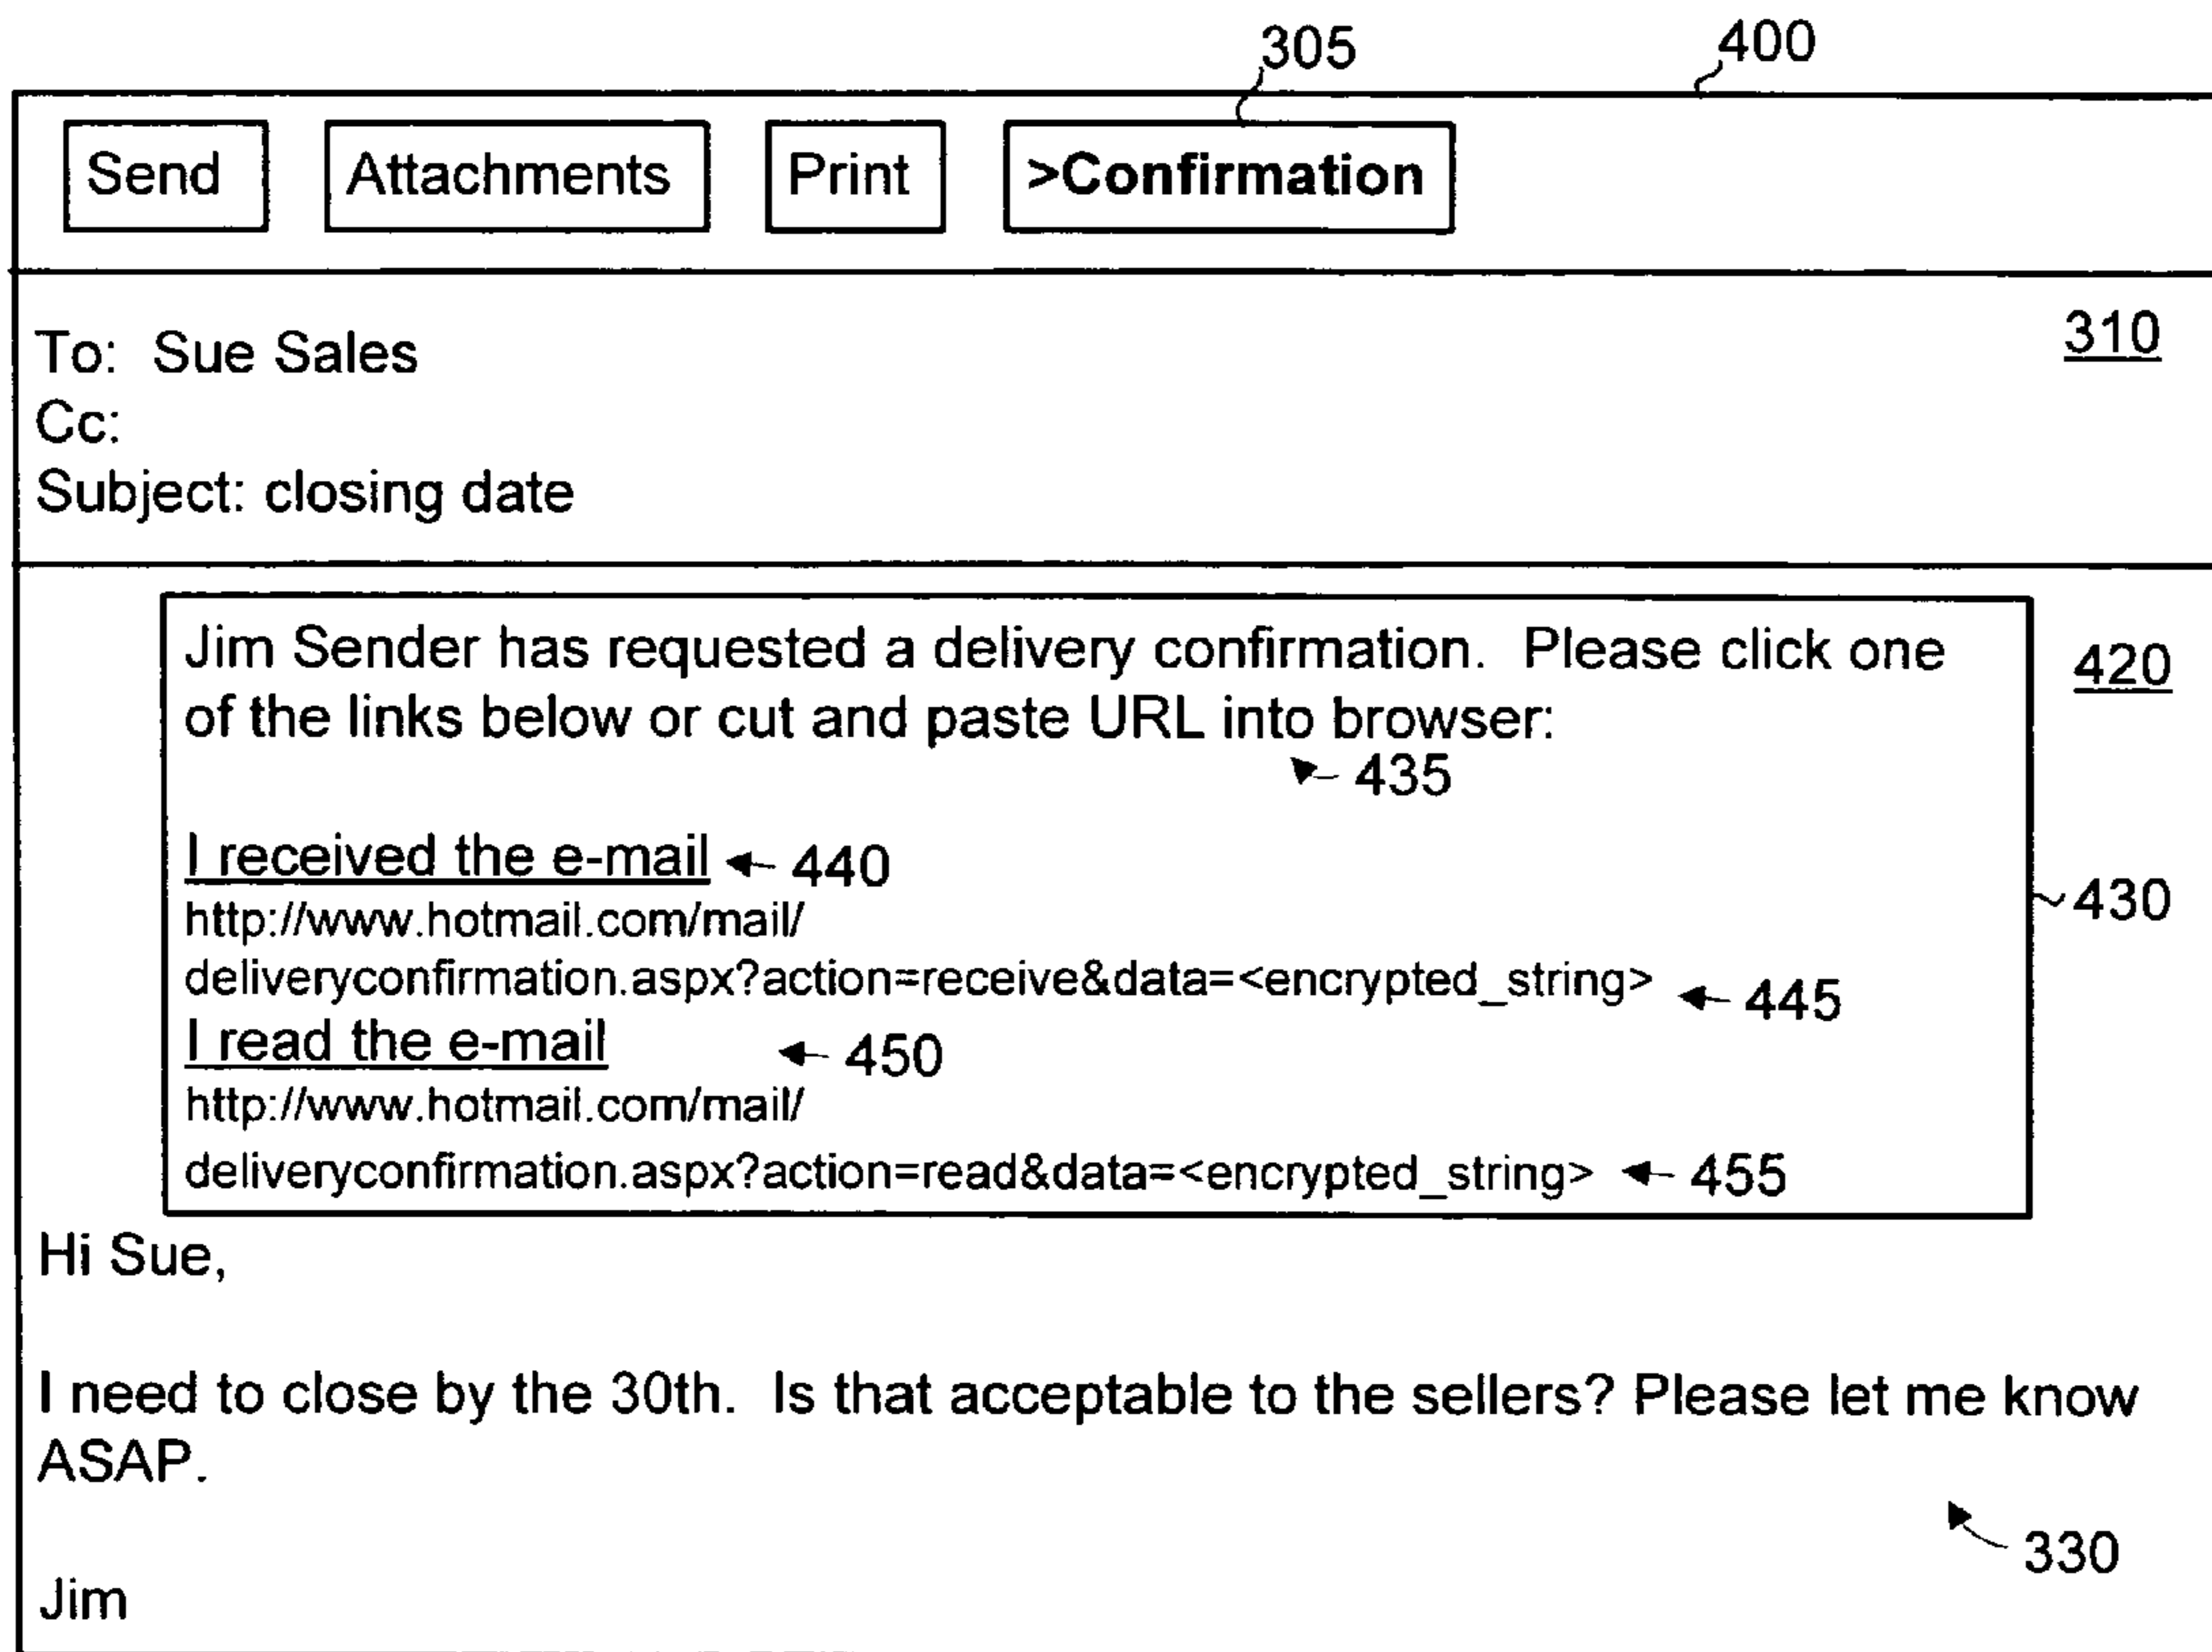 305 400
Send Attachments Print >Confirmation
310
To: Sue Sales
Cc:
Subject: closing date
Jim Sender has requested a delivery confirmation. Please click one
420
of the links below or cut and paste URL into browser:
435
I received the e-mail 440
http://www.hotmail.com/mail/
430
deliveryconfirmation.aspx?action=receive&data=<encrypted_string> 445
I read the e-mail 450
http://www.hotmail.com/mail/
deliveryconfirmation.aspx?action=read&data=<encrypted_string> 455
Hi Sue,
I need to close by the 30th. Is that acceptable to the sellers? Please let me know
ASAP.
330
Jim